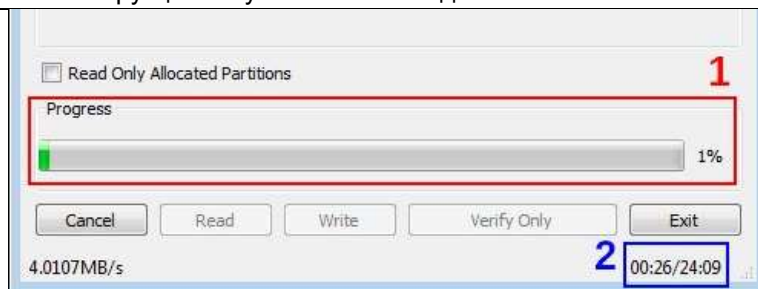 Read Only Allocated Partitions
1
Progress
1%
Cancel Read Write Verify Only Exit
4.0107MB/s 2 00:26/24:09